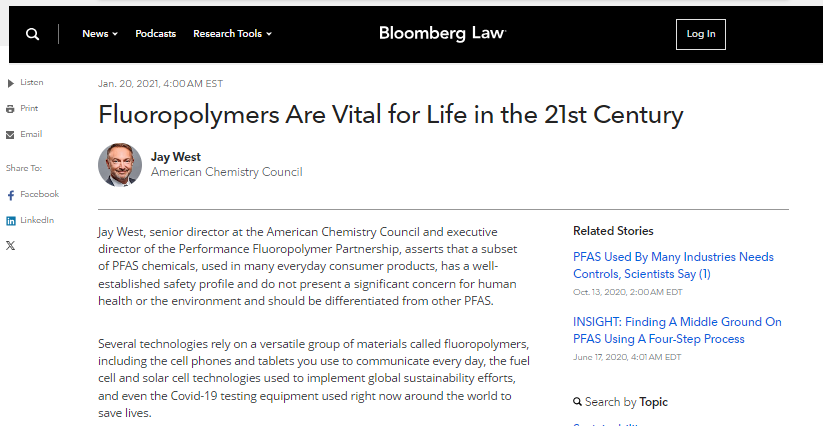 News Podcasts Research Tools Bloomberg Law Log In
Listen
Print
Email
Share To:
Facebook
LinkedIn
Jan. 20, 2021, 4:00 AM EST
Fluoropolymers Are Vital for Life in the 21st Century
Jay West
American Chemistry Council
Jay West, senior director at the American Chemistry Council and executive
director of the Performance Fluoropolymer Partnership, asserts that a subset
of PFAS chemicals, used in many everyday consumer products, has a well-
established safety profile and do not present a significant concern for human
health or the environment and should be differentiated from other PFAS.
Several technologies rely on a versatile group of materials called fluoropolymers,
including the cell phones and tablets you use to communicate every day, the fuel
cell and solar cell technologies used to implement global sustainability efforts,
and even the Covid-19 testing equipment used right now around the world to
save lives.
Related Stories
PFAS Used By Many Industries Needs
Controls, Scientists Say (1)
Oct. 13, 2020, 2:00 AM EDT
INSIGHT: Finding A Middle Ground On
PFAS Using A Four-Step Process
June 17, 2020, 4:01 AM EDT
Search by Topic